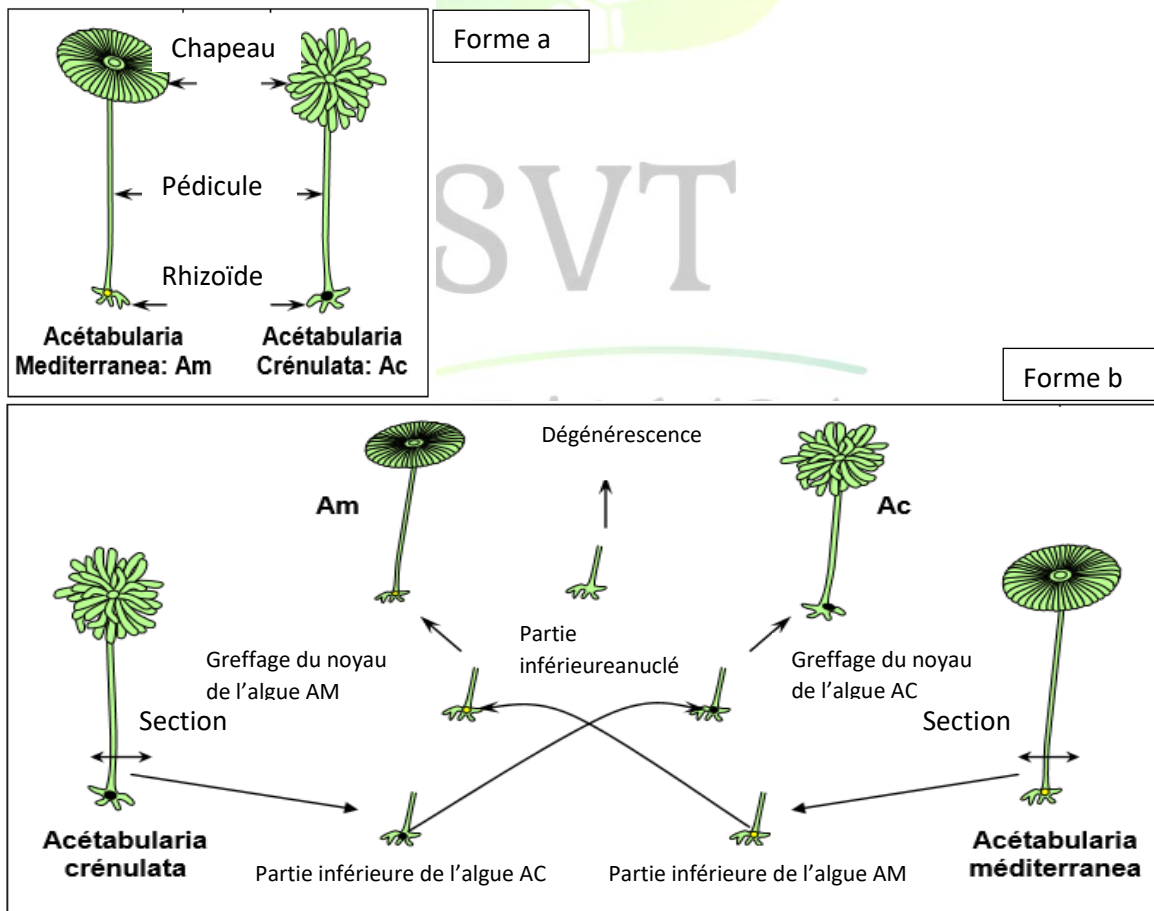 Chapeau
Forme a
Pédicule
Rhizoïde
Acétabularia
Mediterranea: Am
Acétabularia
Crénulata: Ac
SVT
Forme b
Dégénérescence
Am
Ac
Partie
inférieureanuclé
Greffage du noyau
de l'algue AM
Greffage du noyau
de l'algue AC
Section
Section
Acétabularia
crénulata
Partie inférieure de l'algue AC
Partie inférieure de l'algue AM
Acétabularia
méditerranea